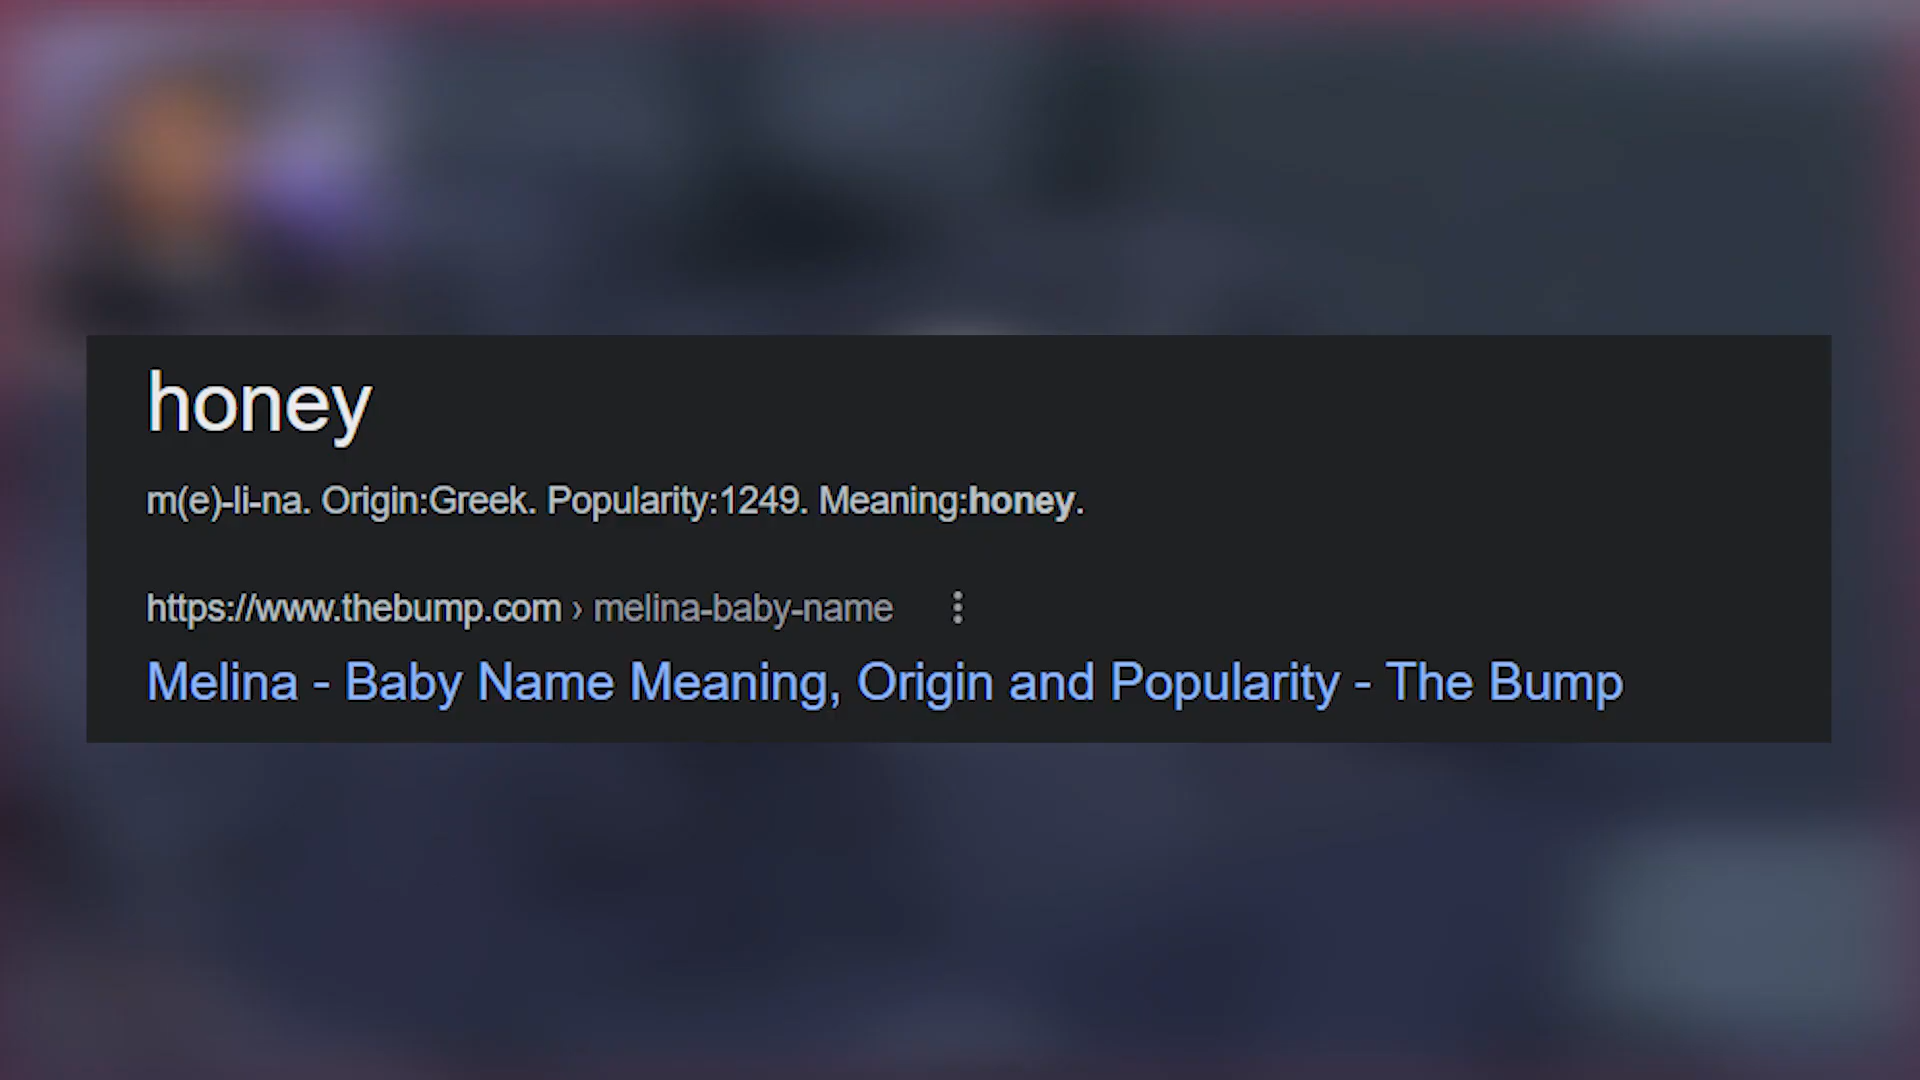 honey
m(e)-li-na. Origin:Greek. Popularity:1249. Meaning:honey.
https://www.thebump.com › melina-baby-name
Melina - Baby Name Meaning, Origin and Popularity - The Bump